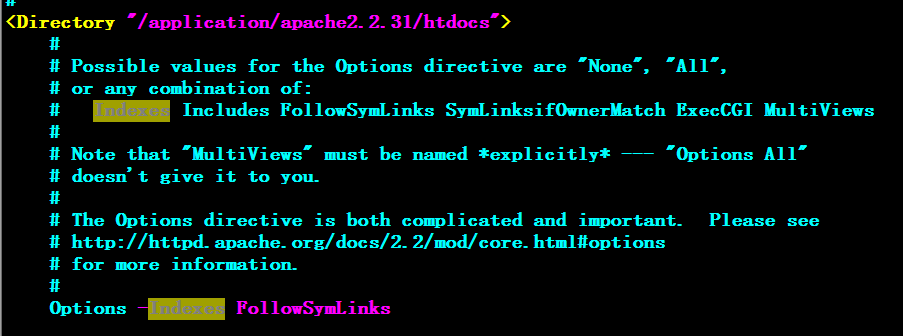 #
<Directory "/application/apache2.2.31/htdocs">
#
# Possible values for the Options directive are "None", "All",
# or any combination of:
#   Indexes Includes FollowSymLinks SymLinksifOwnerMatch ExecCGI MultiViews
#
# Note that "MultiViews" must be named *explicitly* --- "Options All"
# doesn't give it to you.
#
# The Options directive is both complicated and important.  Please see
# http://httpd.apache.org/docs/2.2/mod/core.html#options
# for more information.
#
Options -Indexes FollowSymLinks